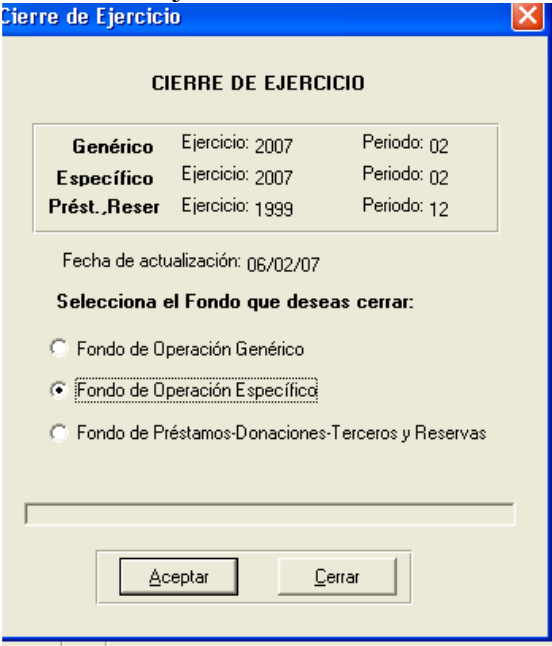 Cierre de Ejercicio
CIERRE DE EJERCICIO
Genérico Ejercicio: 2007 Periodo: 02
Específico Ejercicio: 2007 Periodo: 02
Prést.,Reser Ejercicio: 1999 Periodo: 12
Fecha de actualización: 06/02/07
Selecciona el Fondo que deseas cerrar:
Fondo de Operación Genérico
Fondo de Operación Específico
Fondo de Préstamos-Donaciones-Terceros y Reservas
Aceptar Cerrar